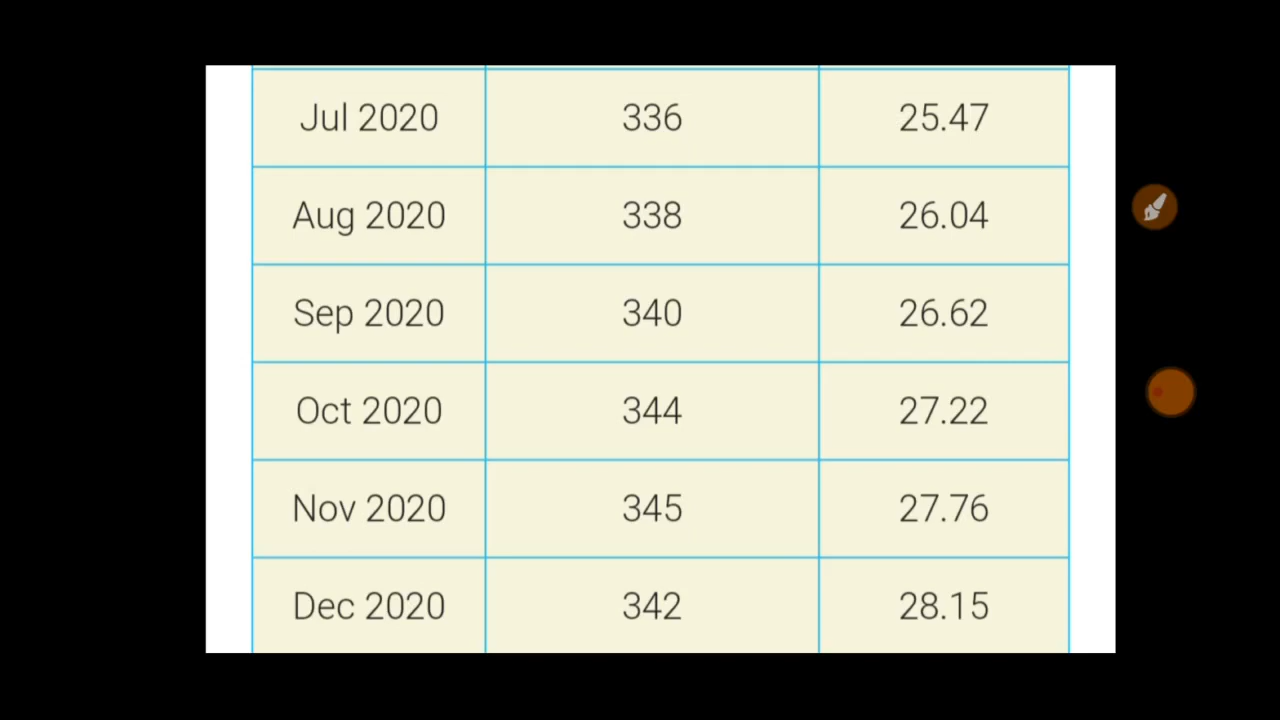 Jul 2020 336 25.47
Aug 2020 338 26.04
Sep 2020 340 26.62
Oct 2020 344 27.22
Nov 2020 345 27.76
Dec 2020 342 28.15